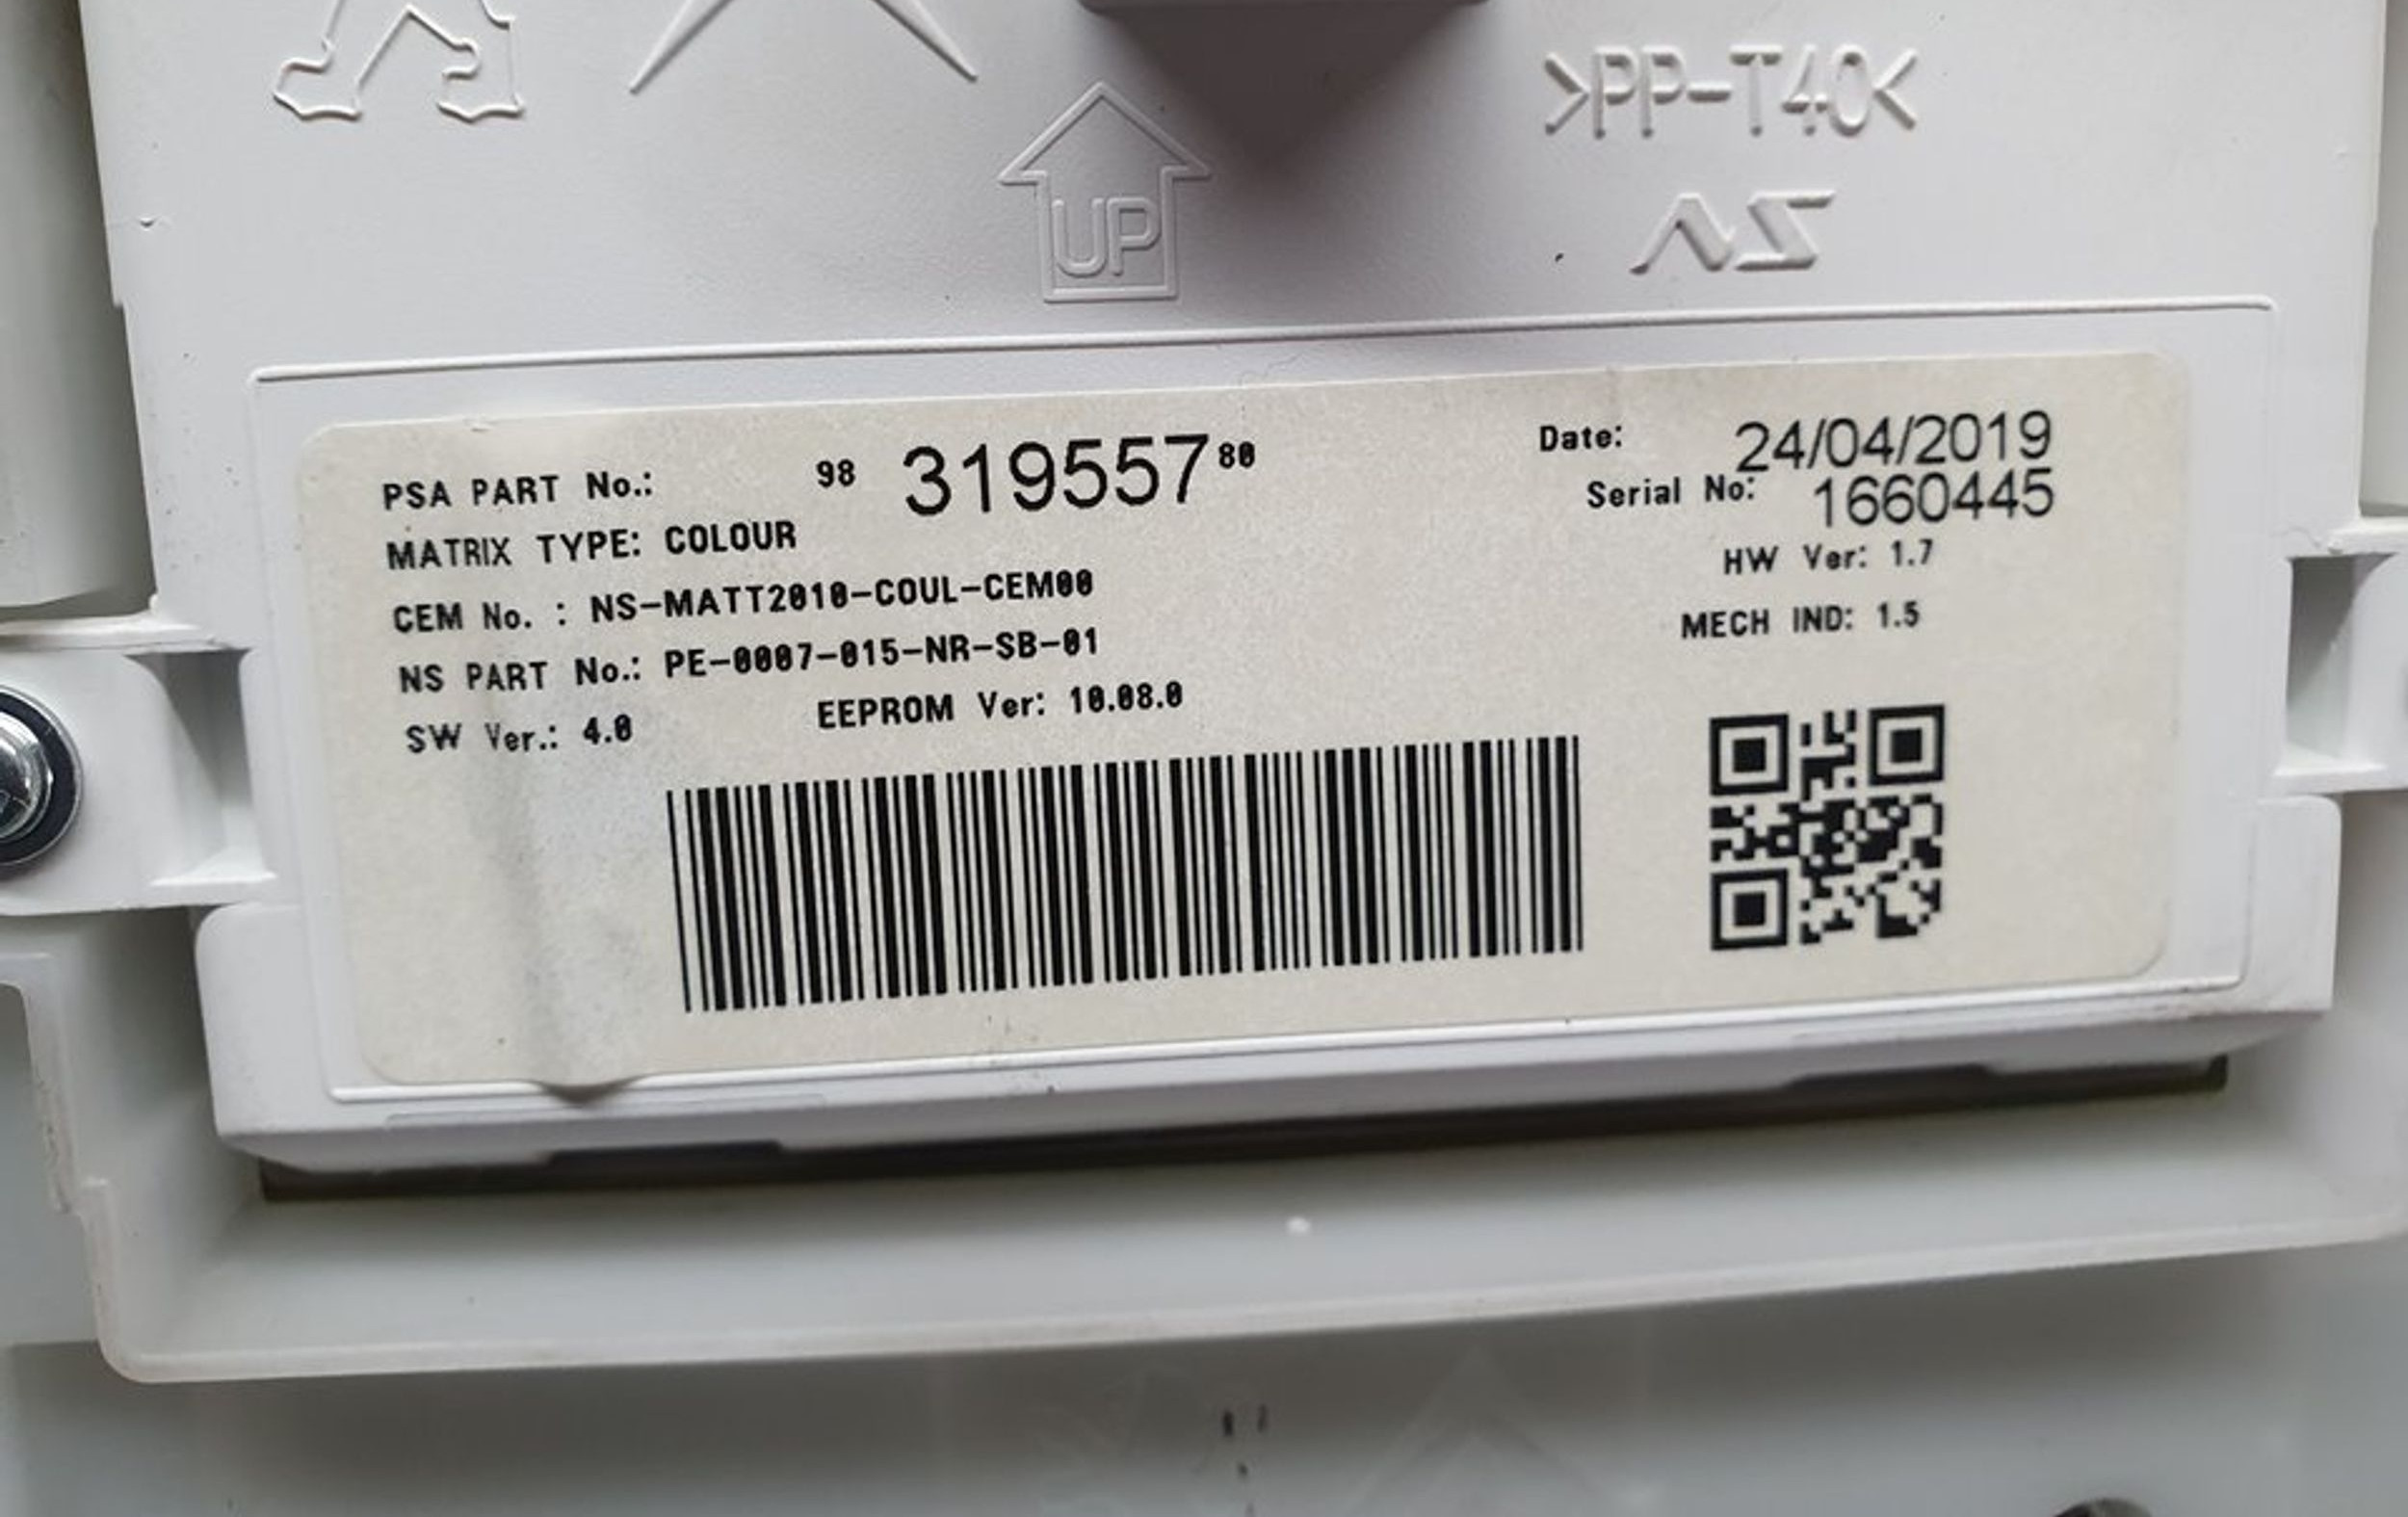 >PP-T40<
UP
NS
PSA PART No.: 98 319557 80
Date: 24/04/2019
Serial No: 1660445
MATRIX TYPE: COLOUR
HW Ver: 1.7
CEM No. : NS-MATT2010-COUL-CEM00
MECH IND: 1.5
NS PART No.: PE-0007-015-NR-SB-01
SW Ver.: 4.0 EEPROM Ver: 10.08.0